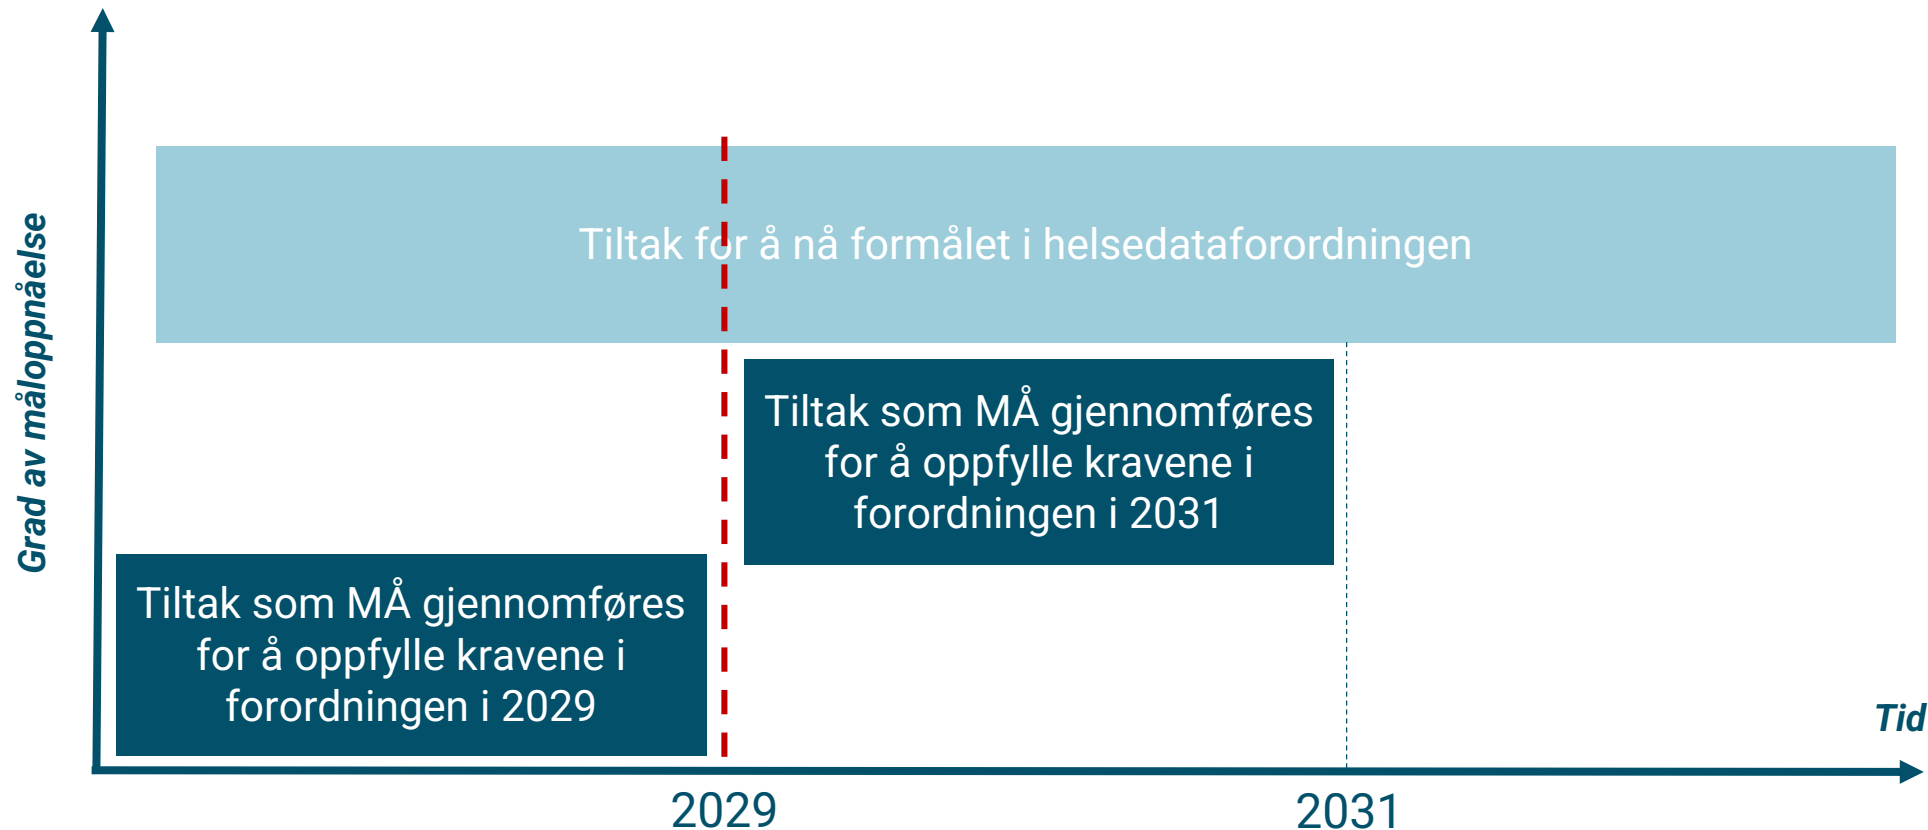 Grad av måloppnåelse
Tiltak for å nå formålet i helsedataforordningen
Tiltak som MÅ gjennomføres
for å oppfylle kravene i
forordningen i 2031
Tiltak som MÅ gjennomføres
for å oppfylle kravene i
forordningen i 2029
Tid
2029
2031